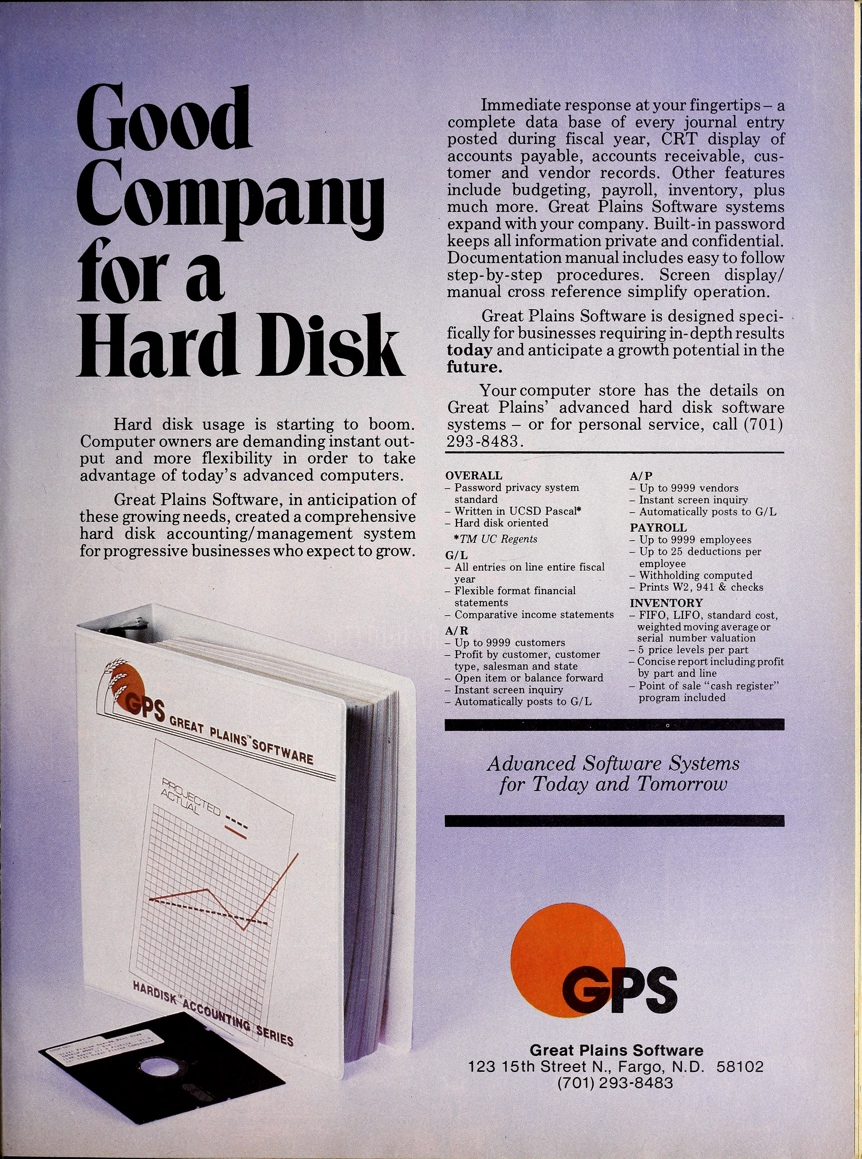 Good
Company
for a
Hard Disk
Hard disk usage is starting to boom.
Computer owners are demanding instant out-
put and more flexibility in order to take
advantage of today's advanced computers.
Great Plains Software, in anticipation of
these growing needs, created a comprehensive
hard disk accounting/management system
for progressive businesses who expect to grow.
Immediate response at your fingertips – a
complete data base of every journal entry
posted during fiscal year, CRT display of
accounts payable, accounts receivable, cus-
tomer and vendor records. Other features
include budgeting, payroll, inventory, plus
much more. Great Plains Software systems
expand with your company. Built-in password
keeps all information private and confidential.
Documentation manual includes easy to follow
step-by-step procedures. Screen display/
manual cross reference simplify operation.
Great Plains Software is designed speci-
fically for businesses requiring in-depth results
today and anticipate a growth potential in the
future.
Your computer store has the details on
Great Plains' advanced hard disk software
systems – or for personal service, call (701)
293-8483.
OVERALL
– Password privacy system
standard
– Written in UCSD Pascal*
– Hard disk oriented
*TM UC Regents
G/L
– All entries on line entire fiscal
year
– Flexible format financial
statements
– Comparative income statements
A/R
– Up to 9999 customers
– Profit by customer, customer
type, salesman and state
– Open item or balance forward
– Instant screen inquiry
– Automatically posts to G/L
A/P
– Up to 9999 vendors
– Instant screen inquiry
– Automatically posts to G/L
PAYROLL
– Up to 9999 employees
– Up to 25 deductions per
employee
– Withholding computed
– Prints W2, 941 & checks
INVENTORY
– FIFO, LIFO, standard cost,
weighted moving average or
serial number valuation
– 5 price levels per part
– Concise report including profit
by part and line
– Point of sale "cash register"
program included
Advanced Software Systems
for Today and Tomorrow
GPS GREAT PLAINS™ SOFTWARE
PROJECTED
ACTUAL
HARDISK™ ACCOUNTING SERIES
GPS
Great Plains Software
123 15th Street N., Fargo, N.D. 58102
(701) 293-8483